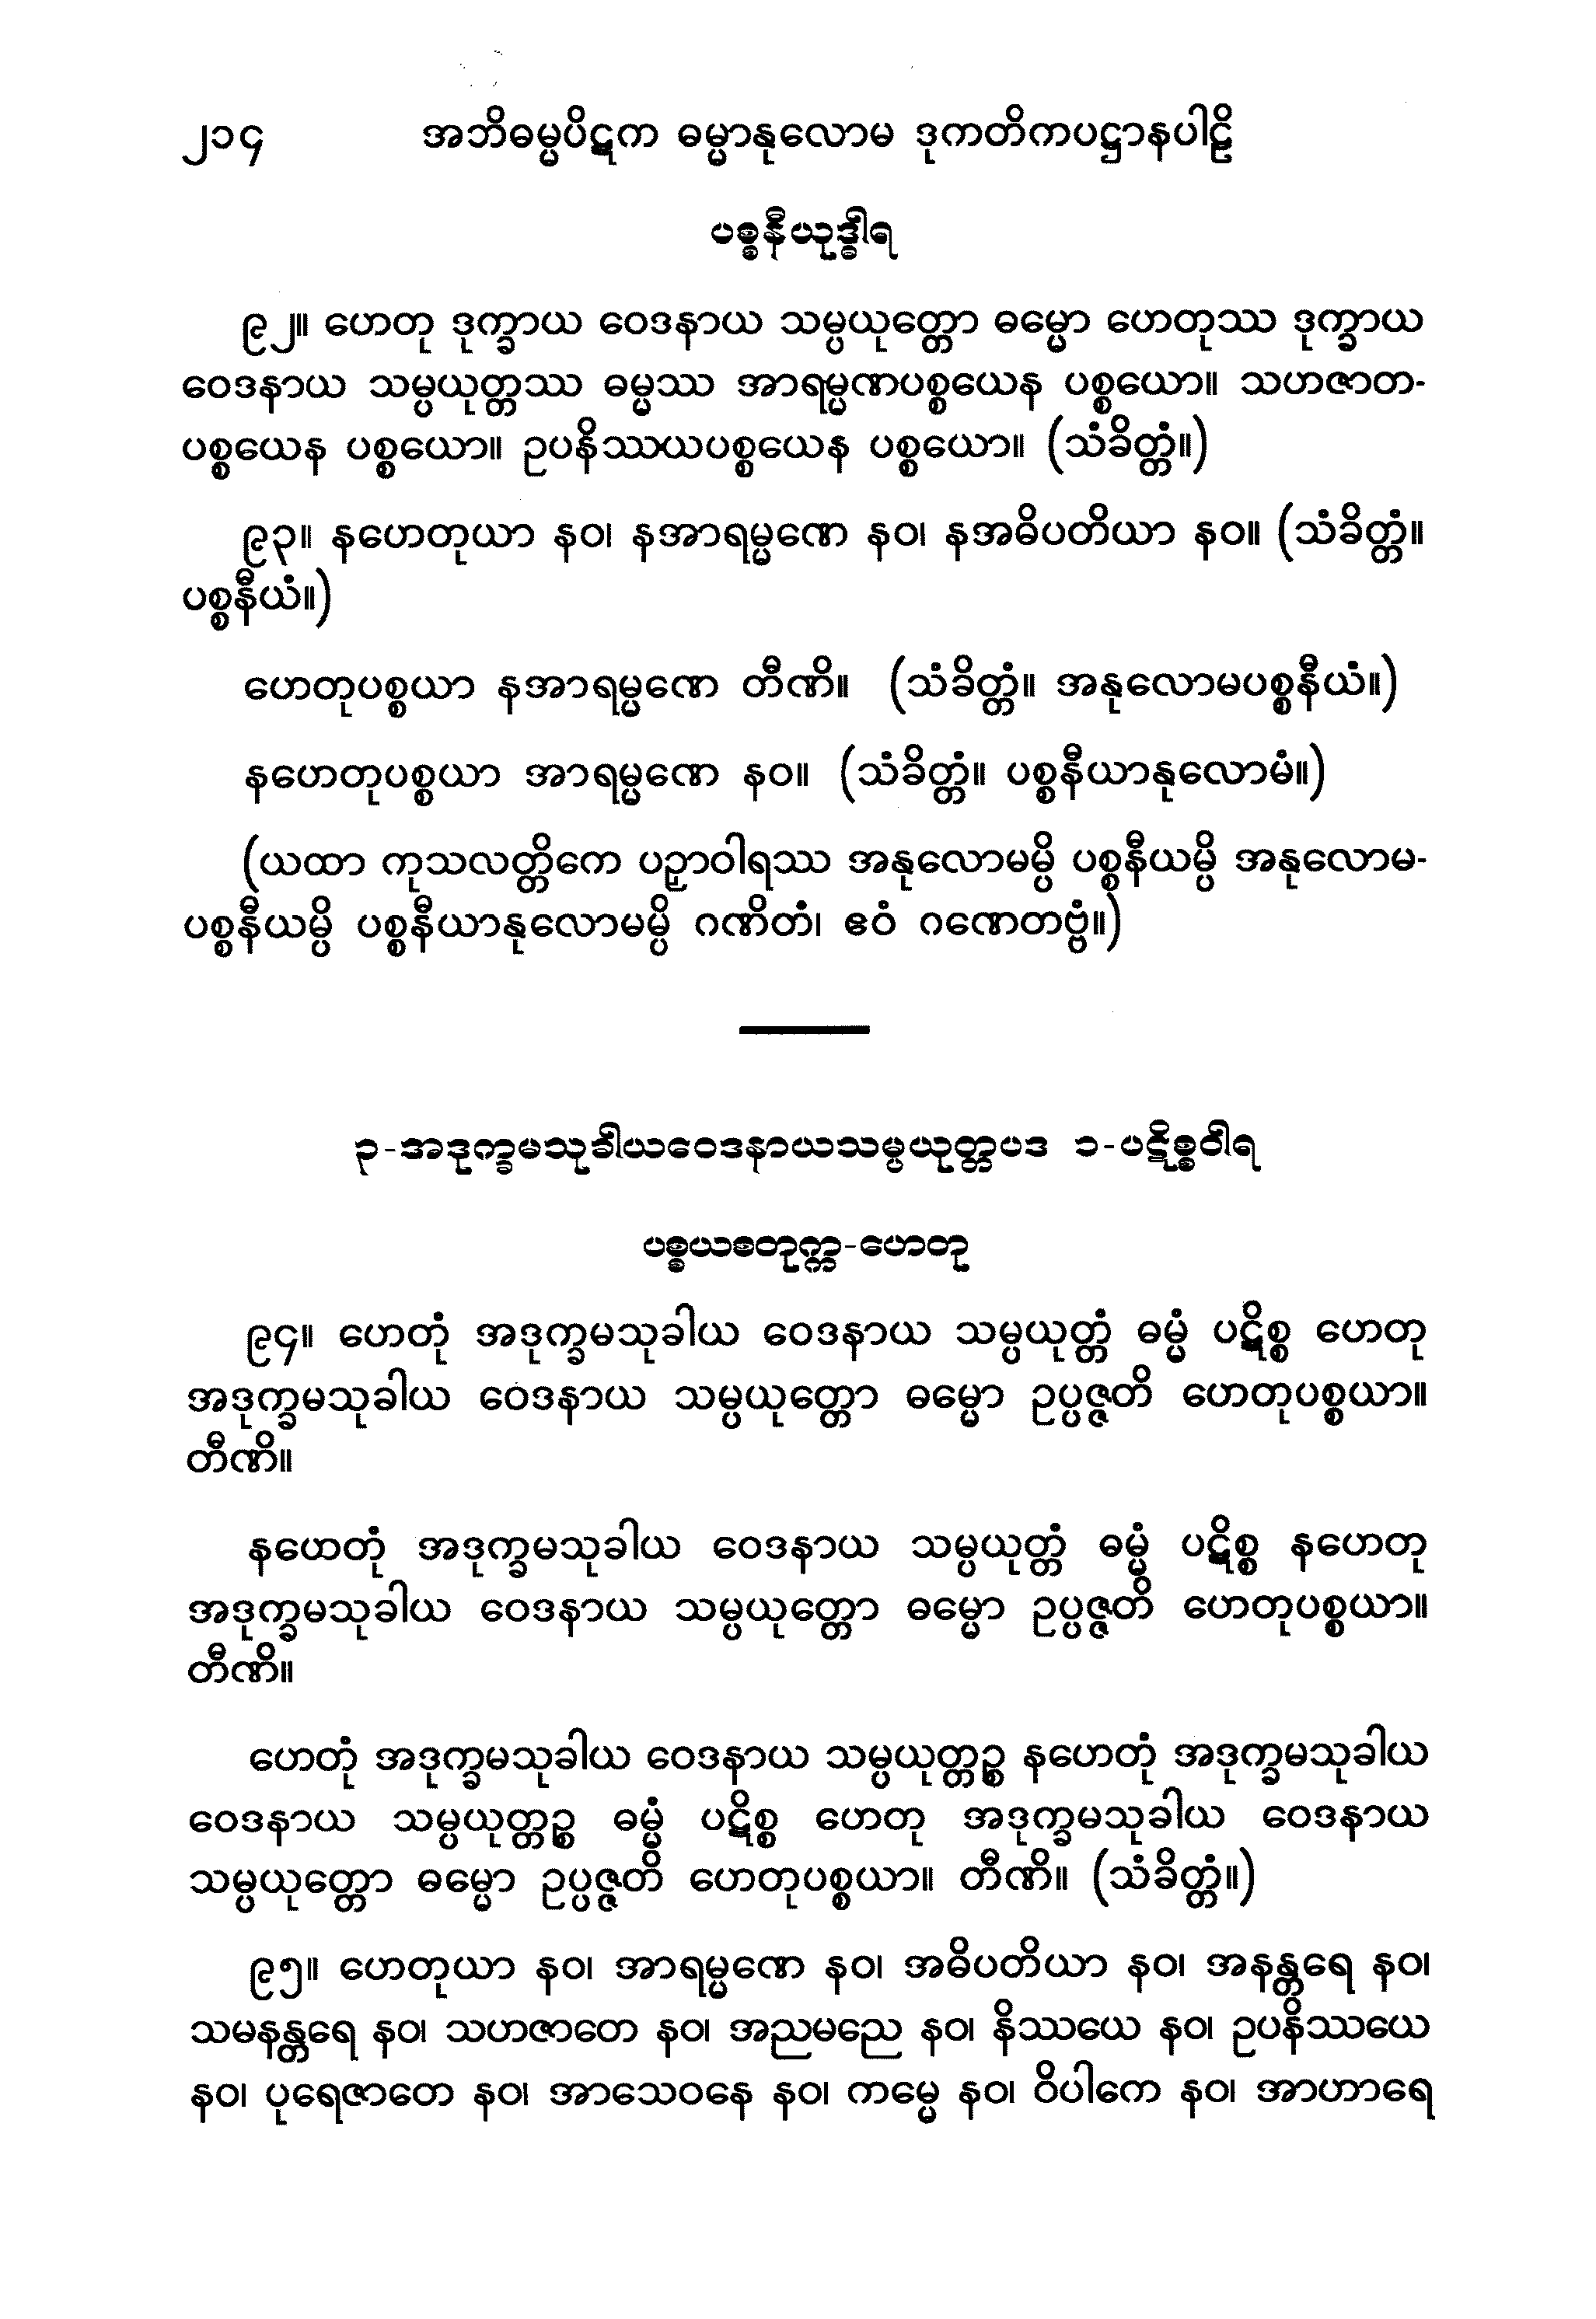 ၂၁၄ အဘိဓမ္မပိဋက ဓမ္မာနုလောမ ဒုကတိကပဋ္ဌာနပါဠိ
ပစ္စနီယုဒ္ဓါရ
၉၂။ ဟေတု ဒုက္ခာယ ဝေဒနာယ သမ္ပယုတ္တော ဓမ္မော ဟေတုဿ ဒုက္ခာယ
ဝေဒနာယ သမ္ပယုတ္တဿ ဓမ္မဿ အာရမ္မဏပစ္စယေန ပစ္စယော။ သဟဇာတ-
ပစ္စယေန ပစ္စယော။ ဥပနိဿယပစ္စယေန ပစ္စယော။ (သံခိတ္တံ။)
၉၃။ နဟေတုယာ နဝ၊ နအာရမ္မဏေ နဝ၊ နအဓိပတိယာ နဝ။ (သံခိတ္တံ။
ပစ္စနီယံ။)
ဟေတုပစ္စယာ နအာရမ္မဏေ တီဏိ။ (သံခိတ္တံ။ အနုလောမပစ္စနီယံ။)
နဟေတုပစ္စယာ အာရမ္မဏေ နဝ။ (သံခိတ္တံ။ ပစ္စနီယာနုလောမံ။)
(ယထာ ကုသလတ္တိကေ ပဉှာဝါရဿ အနုလောမမ္ပိ ပစ္စနီယမ္ပိ အနုလောမ-
ပစ္စနီယမ္ပိ ပစ္စနီယာနုလောမမ္ပိ ဂဏိတံ၊ ဧဝံ ဂဏေတဗ္ဗံ။)
၃-အဒုက္ခမသုခါယဝေဒနာယသမ္ပယုတ္တပဒ ၁-ပဋိစ္စဝါရ
ပစ္စယစတုက္က-ဟေတု
၉၄။ ဟေတုံ အဒုက္ခမသုခါယ ဝေဒနာယ သမ္ပယုတ္တံ ဓမ္မံ ပဋိစ္စ ဟေတု
အဒုက္ခမသုခါယ ဝေဒနာယ သမ္ပယုတ္တော ဓမ္မော ဥပ္ပဇ္ဇတိ ဟေတုပစ္စယာ။
တီဏိ။
နဟေတုံ အဒုက္ခမသုခါယ ဝေဒနာယ သမ္ပယုတ္တံ ဓမ္မံ ပဋိစ္စ နဟေတု
အဒုက္ခမသုခါယ ဝေဒနာယ သမ္ပယုတ္တော ဓမ္မော ဥပ္ပဇ္ဇတိ ဟေတုပစ္စယာ။
တီဏိ။
ဟေတုံ အဒုက္ခမသုခါယ ဝေဒနာယ သမ္ပယုတ္တဉ္စ နဟေတုံ အဒုက္ခမသုခါယ
ဝေဒနာယ သမ္ပယုတ္တဉ္စ ဓမ္မံ ပဋိစ္စ ဟေတု အဒုက္ခမသုခါယ ဝေဒနာယ
သမ္ပယုတ္တော ဓမ္မော ဥပ္ပဇ္ဇတိ ဟေတုပစ္စယာ။ တီဏိ။ (သံခိတ္တံ။)
၉၅။ ဟေတုယာ နဝ၊ အာရမ္မဏေ နဝ၊ အဓိပတိယာ နဝ၊ အနန္တရေ နဝ၊
သမနန္တရေ နဝ၊ သဟဇာတေ နဝ၊ အညမညေ နဝ၊ နိဿယေ နဝ၊ ဥပနိဿယေ
နဝ၊ ပုရေဇာတေ နဝ၊ အာသေဝနေ နဝ၊ ကမ္မေ နဝ၊ ဝိပါကေ နဝ၊ အာဟာရေ